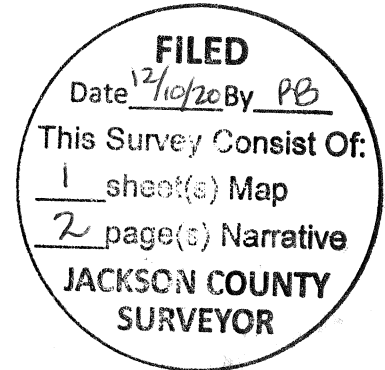 FILED
Date 12/10/20 By PB
This Survey Consist Of:
1 sheet(s) Map
2 page(s) Narrative
JACKSON COUNTY
SURVEYOR